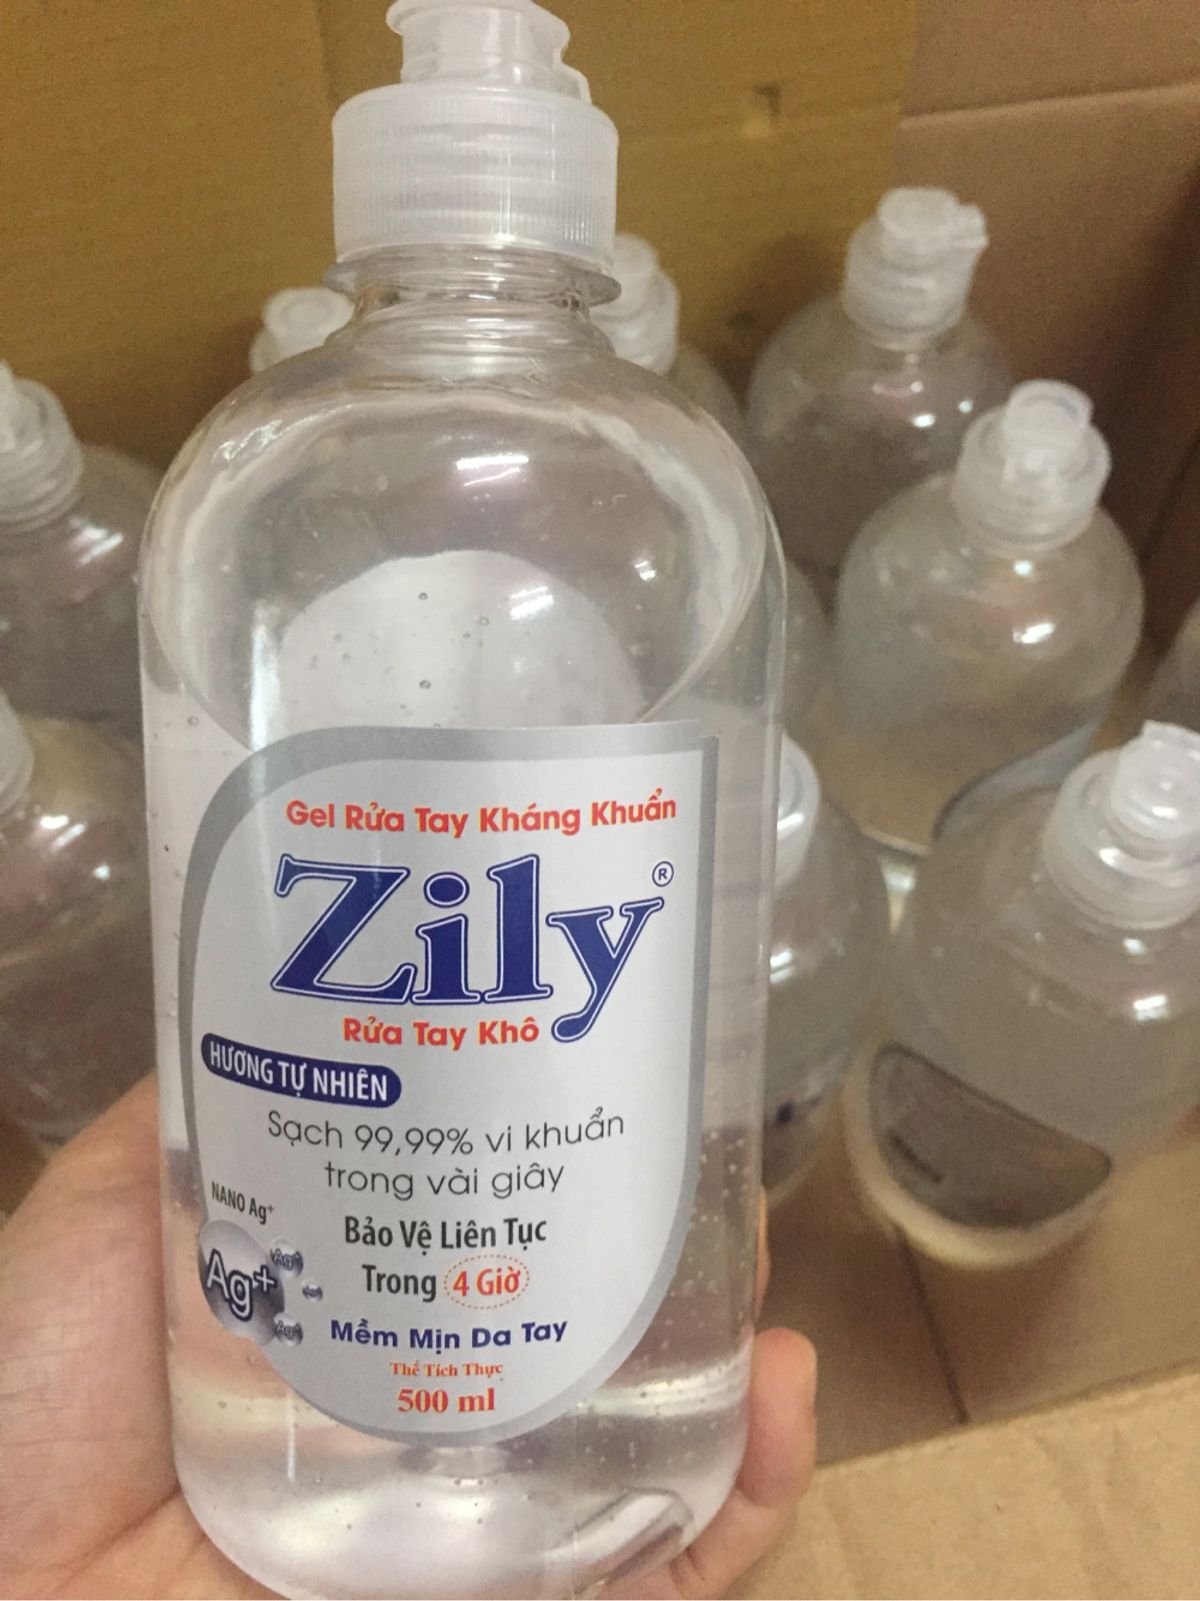 Gel Rửa Tay Kháng Khuẩn
Zily®
Rửa Tay Khô
HƯƠNG TỰ NHIÊN
Sạch 99,99% vi khuẩn
trong vài giây
NANO Ag+
Ag+
Ag+
Ag+
Bảo Vệ Liên Tục
Trong 4 Giờ
Mềm Mịn Da Tay
Thể Tích Thực
500 ml